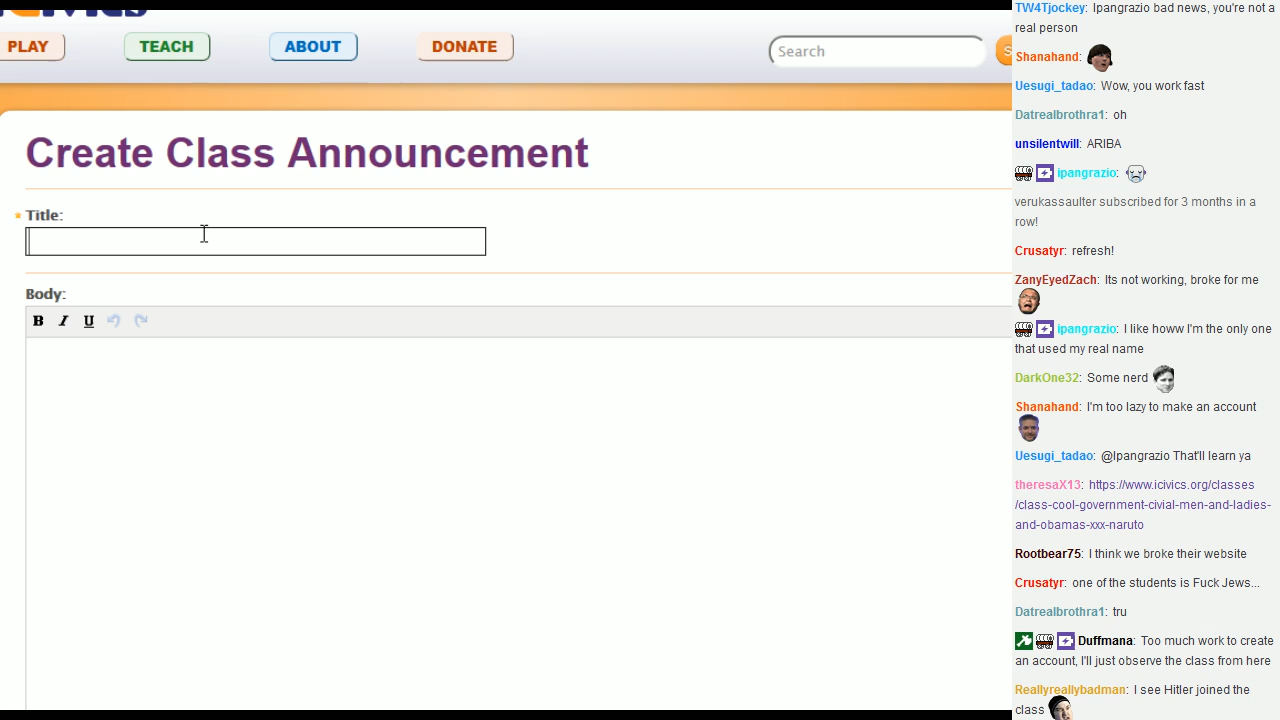 PLAY
TEACH
ABOUT
DONATE
Search
Create Class Announcement
Title:
Body:
B I U
TW4Tjockey: Ipangrazio bad news, you're not a
real person
Shanahand:
Uesugi_tadao: Wow, you work fast
Datrealbrothra1: oh
unsilentwill: ARIBA
ipangrazio:
verukassaulter subscribed for 3 months in a
row!
Crusatyr: refresh!
ZanyEyedZach: Its not working, broke for me
ipangrazio: I like howw I'm the only one
that used my real name
DarkOne32: Some nerd
Shanahand: I'm too lazy to make an account
Uesugi_tadao: @Ipangrazio That'll learn ya
theresaX13: https://www.icivics.org/classes
/class-cool-government-civial-men-and-ladies-
and-obamas-xxx-naruto
Rootbear75: I think we broke their website
Crusatyr: one of the students is Fuck Jews...
Datrealbrothra1: tru
Duffmana: Too much work to create
an account, I'll just observe the class from here
Reallyreallybadman: I see Hitler joined the
class